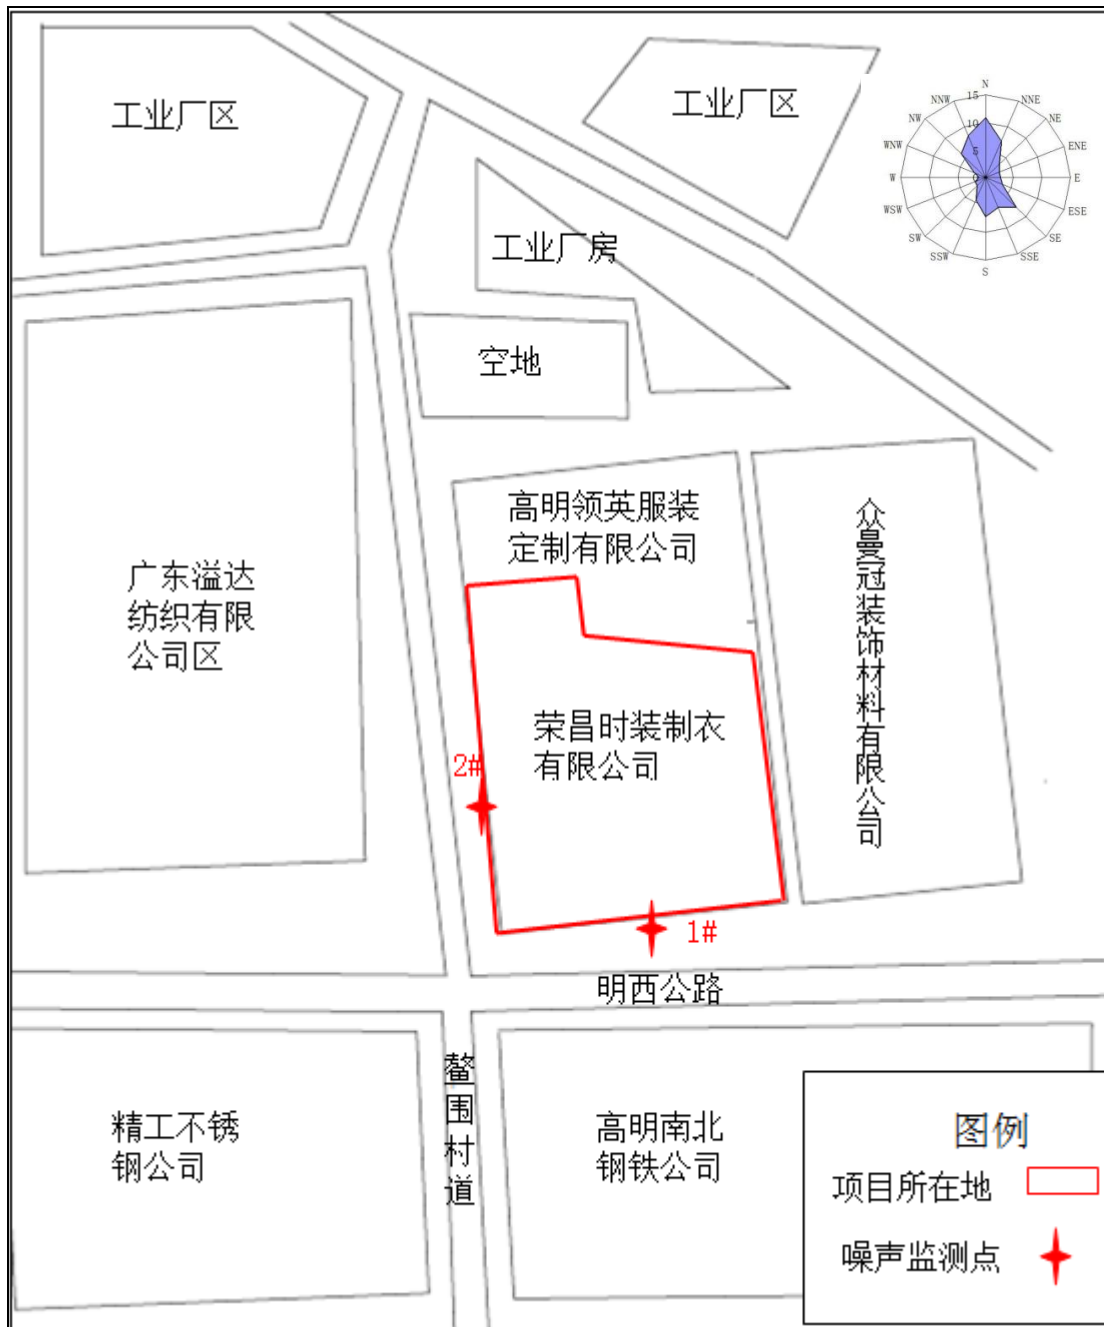 工业厂区
工业厂区
N
NNE
NE
ENE
E
ESE
SE
SSE
S
SSW
SW
WSW
W
WNW
NW
NNW
15
10
5
0
工业厂房
空地
高明领英服装
定制有限公司
众曼冠装饰材料有限公司
广东溢达
纺织有限
公司区
荣昌时装制衣
有限公司
2#
1#
明西公路
鳌围村道
精工不锈
钢公司
高明南北
钢铁公司
图例
项目所在地
噪声监测点